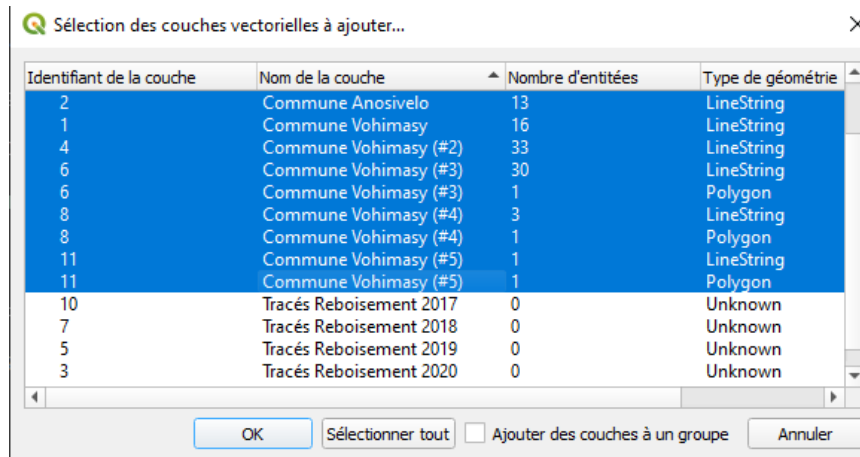 Sélection des couches vectorielles à ajouter...
Identifiant de la couche Nom de la couche Nombre d'entitées Type de géométrie
2 Commune Anosivelo 13 LineString
1 Commune Vohimasy 16 LineString
4 Commune Vohimasy (#2) 33 LineString
6 Commune Vohimasy (#3) 30 LineString
6 Commune Vohimasy (#3) 1 Polygon
8 Commune Vohimasy (#4) 3 LineString
8 Commune Vohimasy (#4) 1 Polygon
11 Commune Vohimasy (#5) 1 LineString
11 Commune Vohimasy (#5) 1 Polygon
10 Tracés Reboisement 2017 0 Unknown
7 Tracés Reboisement 2018 0 Unknown
5 Tracés Reboisement 2019 0 Unknown
3 Tracés Reboisement 2020 0 Unknown
OK Sélectionner tout Ajouter des couches à un groupe Annuler